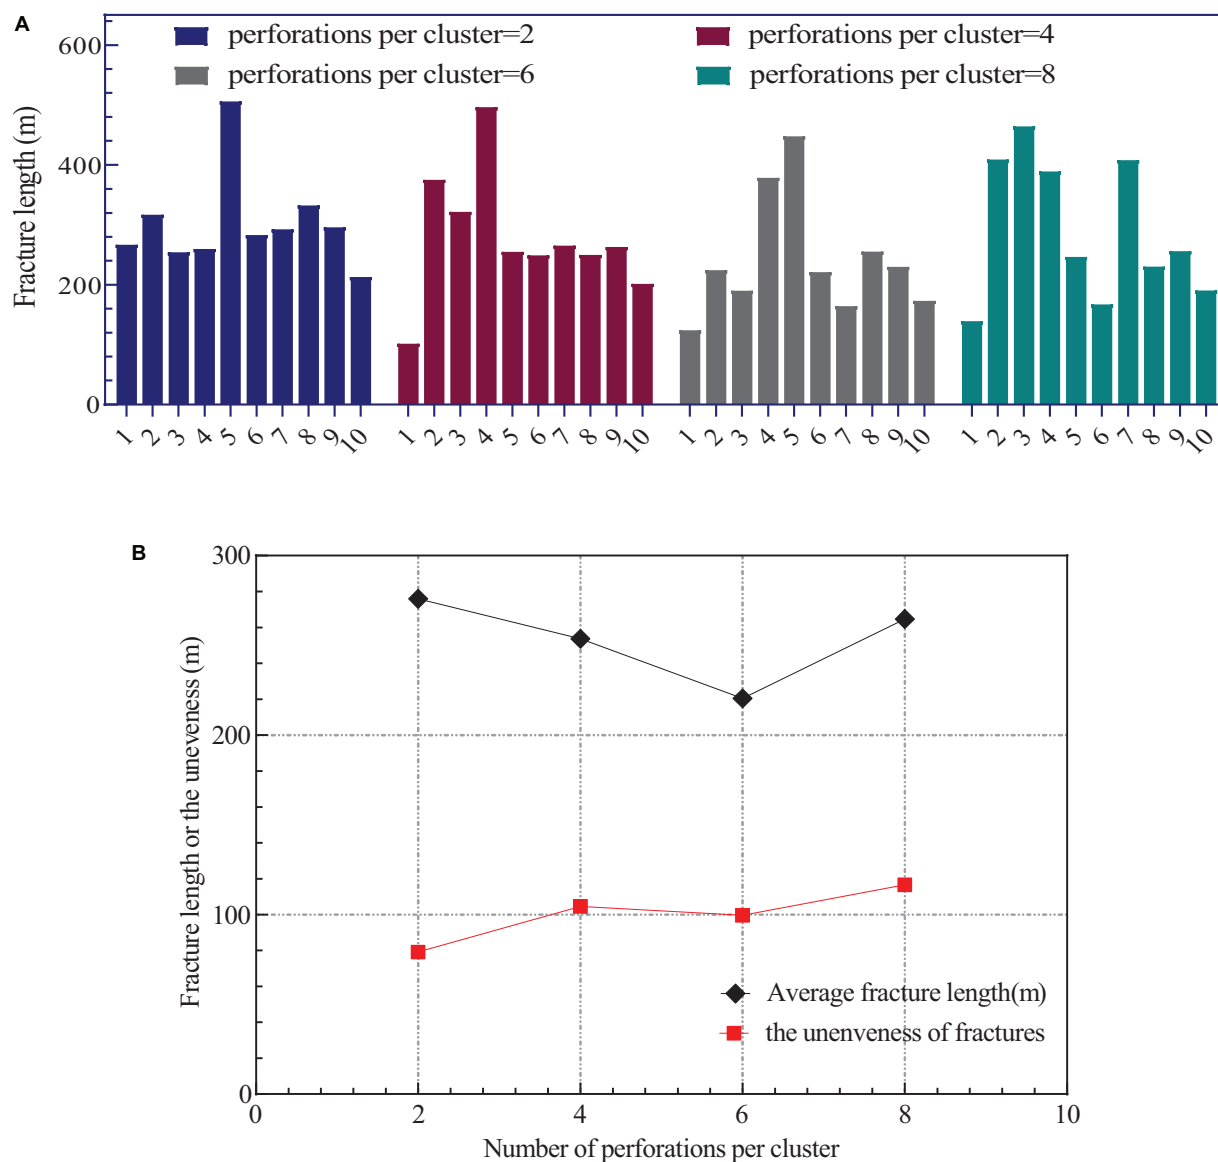 A
perforations per cluster=2
perforations per cluster=4
perforations per cluster=6
perforations per cluster=8
Fracture length (m)
600
400
200
0
1 2 3 4 5 6 7 8 9 10 1 2 3 4 5 6 7 8 9 10 1 2 3 4 5 6 7 8 9 10 1 2 3 4 5 6 7 8 9 10
B
Fracture length or the uneveness (m)
300
200
100
0
Average fracture length(m)
the unenveness of fractures
0 2 4 6 8 10
Number of perforations per cluster